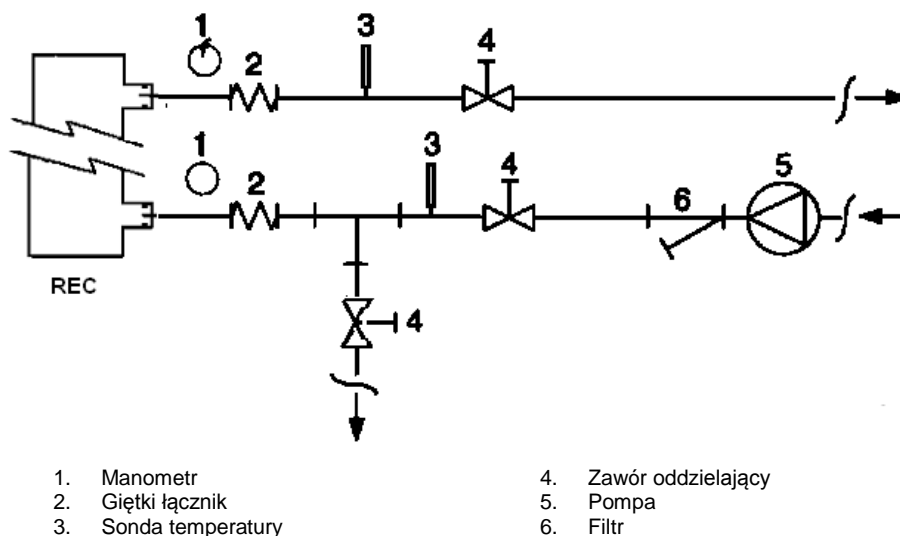 1
2
3
4
1
2
3
4
6
5
REC
4
1. Manometr
2. Giętki łącznik
3. Sonda temperatury
4. Zawór oddzielający
5. Pompa
6. Filtr